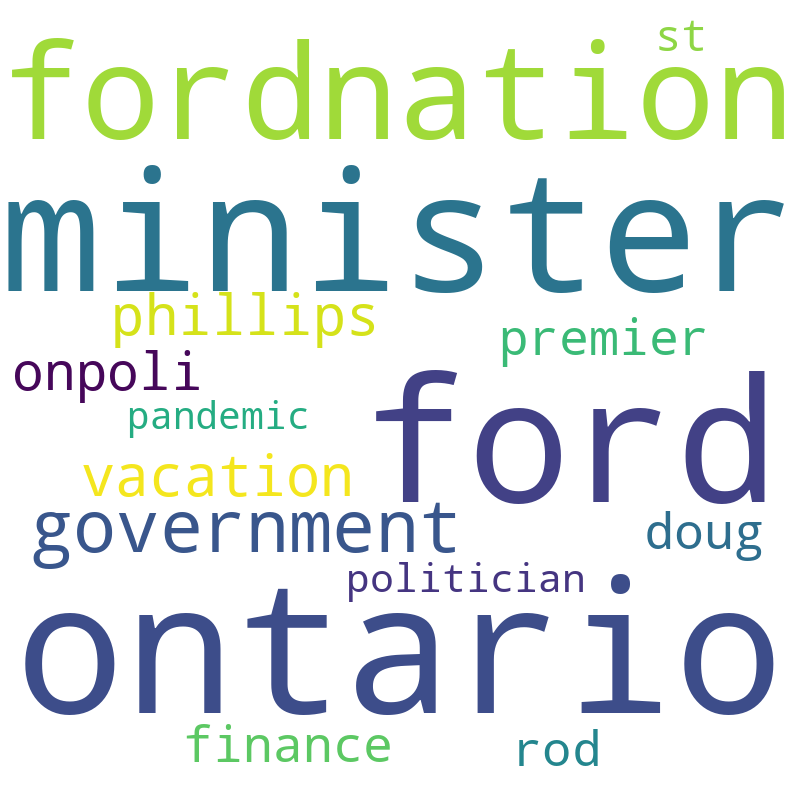 st
fordnation
minister
phillips
premier
onpoli
ford
pandemic
vacation
government
doug
politician
ontario
finance
rod